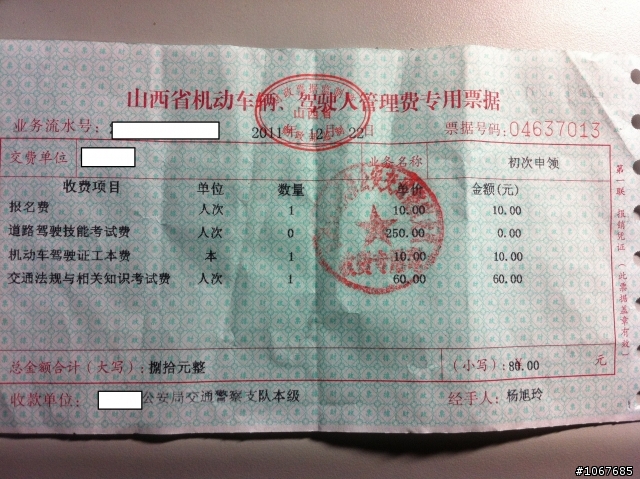 山西省机动车辆、驾驶人管理费专用票据
山西省
业务流水号: 2011年 12月 22日 票据号码:04637013
交费单位 业务名称 初次申领
收费项目 单位 数量 单价 金额(元)
报名费 人次 1 10.00 10.00
道路驾驶技能考试费 人次 0 250.00 0.00
机动车驾驶证工本费 本 1 10.00 10.00
交通法规与相关知识考试费 人次 1 60.00 60.00
总金额合计(大写): 捌拾元整 (小写):¥80.00 元
收款单位: 公安局交通警察支队本级 经手人: 杨旭玲
第一联 报销凭证 (此票据盖章有效)
#1067685